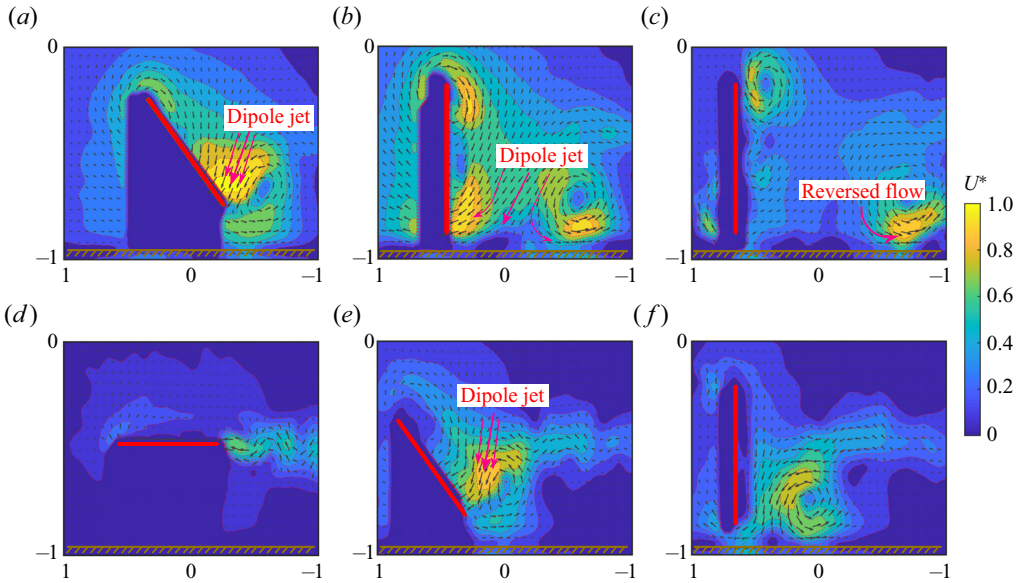 (a) (b) (c)
0 0 0
Dipole jet
Dipole jet
Reversed flow
U*
1.0
0.8
0.6
0.4
0.2
0
−1 −1 −1
1 0 −1 1 0 −1 1 0 −1
(d) (e) (f)
0 0 0
Dipole jet
−1 −1 −1
1 0 −1 1 0 −1 1 0 −1